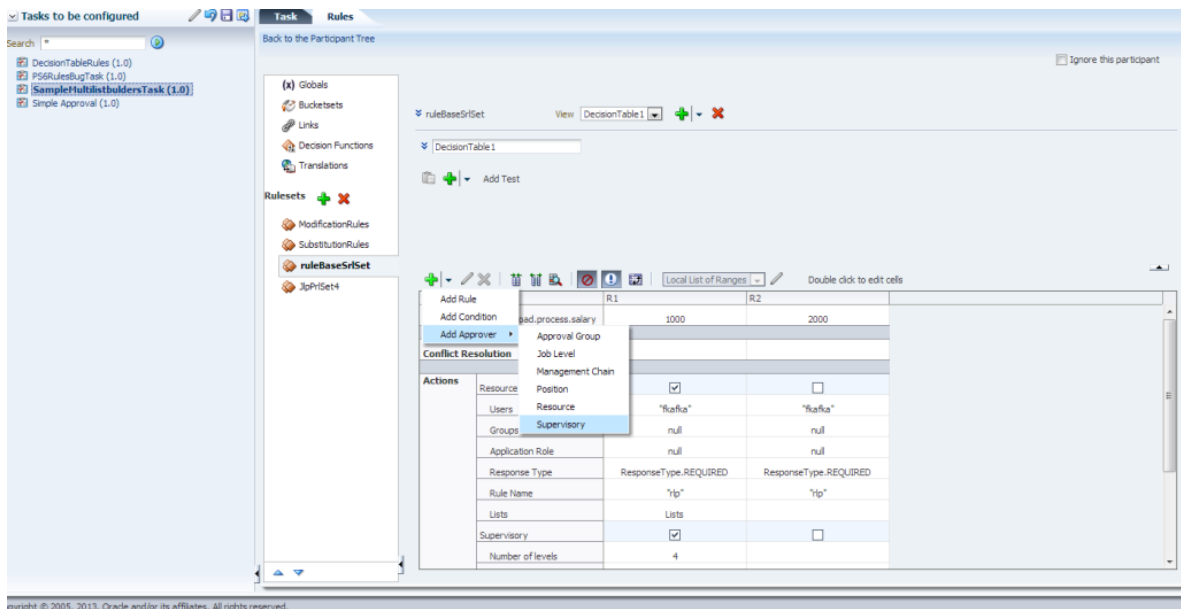 Tasks to be configured
Search *
DecisionTableRules (1.0)
PS6RulesBugTask (1.0)
SampleMultilistbuldersTask (1.0)
Simple Approval (1.0)
Task Rules
Back to the Participant Tree
Ignore this participant
(x) Globals
Bucketsets
Links
Decision Functions
Translations
Rulesets
ModificationRules
SubstitutionRules
ruleBaseSrlSet
JlpPrlSet4
ruleBaseSrlSet View DecisionTable1
DecisionTable1
Add Test
Local List of Ranges Double click to edit cells
Add Rule
Add Condition
Add Approver
Approval Group
Job Level
Management Chain
Position
Resource
Supervisory
R1 R2
oad.process.salary 1000 2000
Conflict Resolution
Actions Resource
Users "fkafka" "fkafka"
Groups null null
Application Role null null
Response Type ResponseType.REQUIRED ResponseType.REQUIRED
Rule Name "rlp" "rlp"
Lists Lists
Supervisory
Number of levels 4
opyright © 2005, 2013, Oracle and/or its affiliates. All rights reserved.